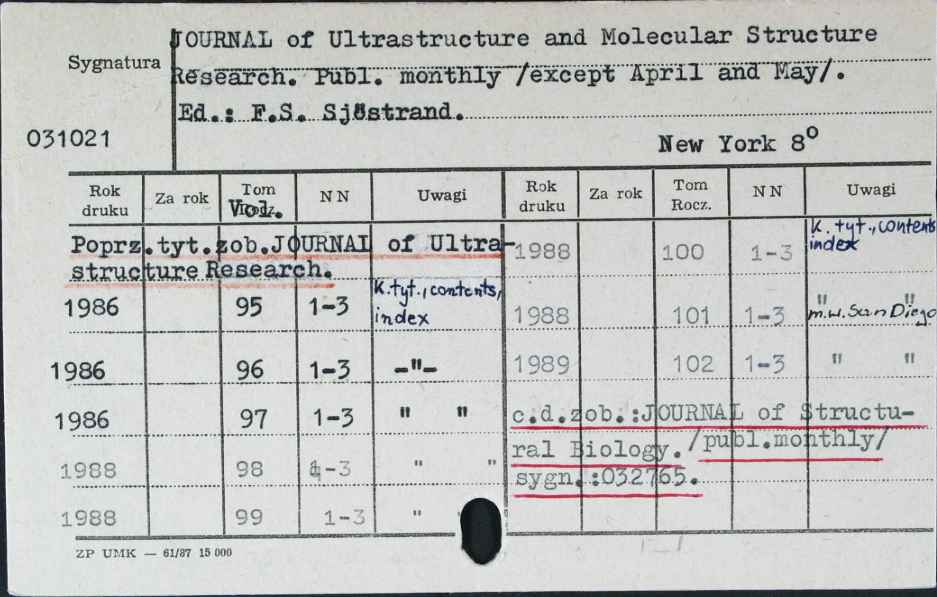 JOURNAL of Ultrastructure and Molecular Structure
Sygnatura Research. Publ. monthly /except April and May/.
Ed.: F.S. Sjöstrand.
031021 New York 8°
Rok druku Za rok Tom Vol. NN Uwagi Rok druku Za rok Tom Rocz. NN Uwagi
Poprz.tyt.zob.JOURNAL of Ultra-
structure Research.
1986 95 1-3 K.tyt., contents, index
1986 96 1-3 -"-
1986 97 1-3 " "
1988 98 1-3 " "
1988 99 1-3 "
1988 100 1-3 K. tyt., contents index
1988 101 1-3 " " m.w. San Diego
1989 102 1-3 " "
c.d.zob.:JOURNAL of Structu-
ral Biology. /publ.monthly/
sygn.:032765.
ZP UMK — 61/87 15 000